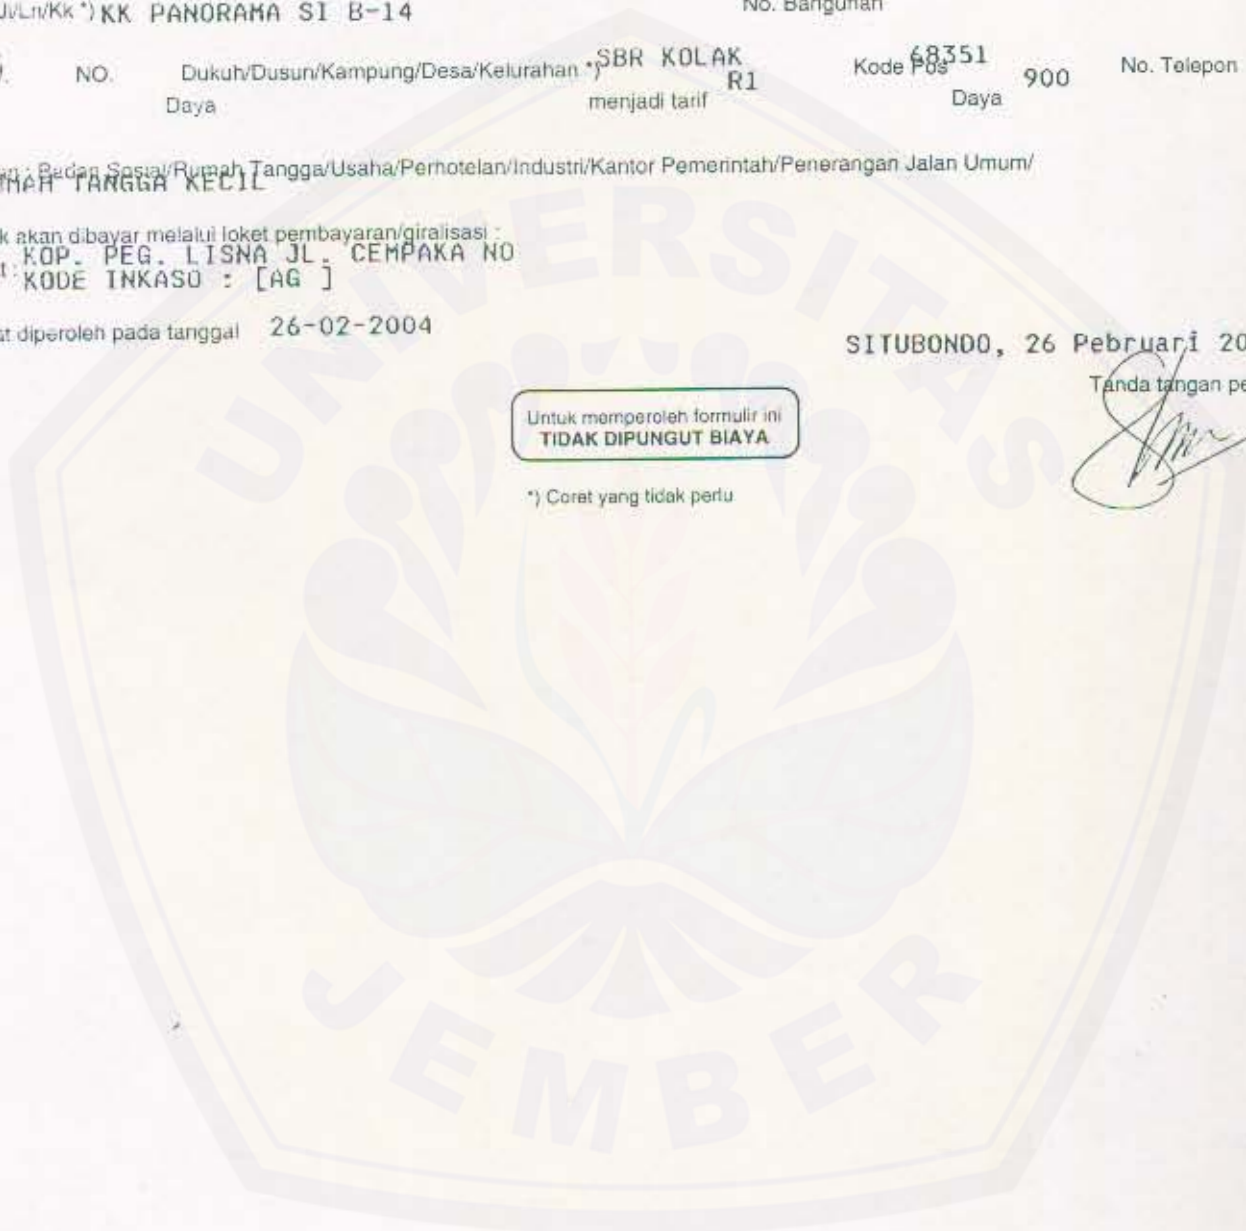 Jl/Ln/Kk *) KK PANORAMA SI B-14 No. Bangunan
NO. Dukuh/Dusun/Kampung/Desa/Kelurahan *) SBR KOLAK Kode Pos 68351 No. Telepon
Daya menjadi tarif R1 Daya 900
Badan Sosial/Rumah Tangga/Usaha/Perhotelan/Industri/Kantor Pemerintah/Penerangan Jalan Umum/
TANGGA KECIL
k akan dibayar melalui loket pembayaran/giralisasi :
KOP. PEG. LISNA JL. CEMPAKA NO
t : KODE INKASO : [AG ]
at diperoleh pada tanggal 26-02-2004
SITUBONDO, 26 Pebruari 20
Tanda tangan pe
Untuk memperoleh formulir ini
TIDAK DIPUNGUT BIAYA
*) Coret yang tidak perlu
UNIVERSITAS
JEMBER